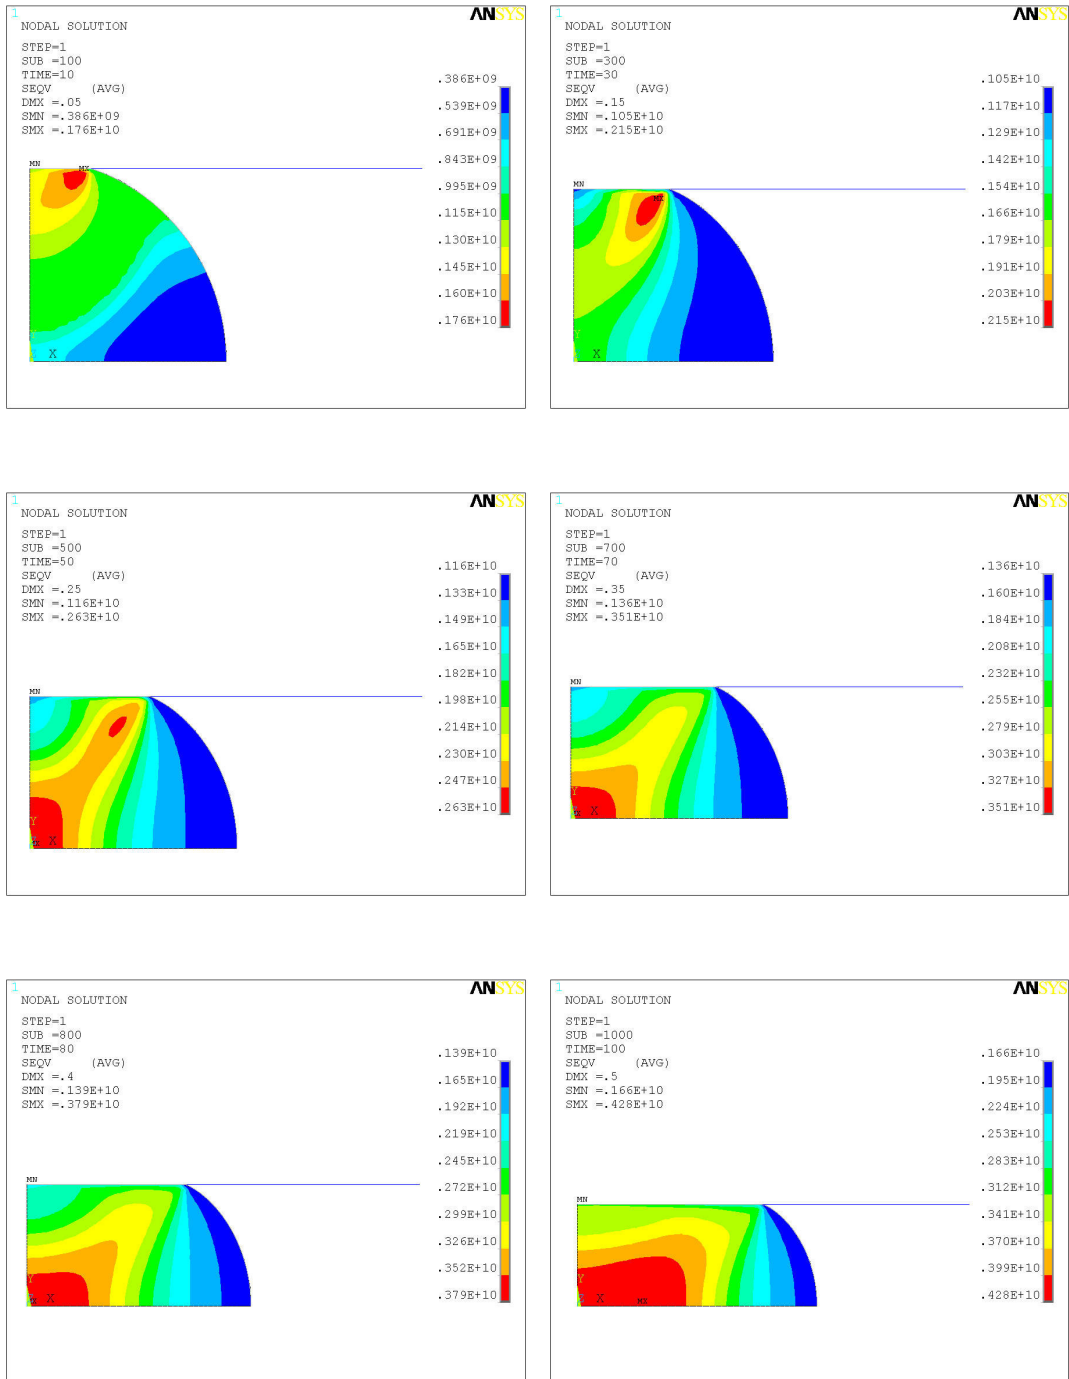 1
ANSYS
NODAL SOLUTION
STEP=1
SUB =100
TIME=10
SEQV (AVG)
DMX =.05
SMN =.386E+09
SMX =.176E+10
.386E+09
.539E+09
.691E+09
.843E+09
.995E+09
.115E+10
.130E+10
.145E+10
.160E+10
.176E+10
MN
MX
Y
Z X
1
ANSYS
NODAL SOLUTION
STEP=1
SUB =300
TIME=30
SEQV (AVG)
DMX =.15
SMN =.105E+10
SMX =.215E+10
.105E+10
.117E+10
.129E+10
.142E+10
.154E+10
.166E+10
.179E+10
.191E+10
.203E+10
.215E+10
MN
MX
Y
Z X
1
ANSYS
NODAL SOLUTION
STEP=1
SUB =500
TIME=50
SEQV (AVG)
DMX =.25
SMN =.116E+10
SMX =.263E+10
.116E+10
.133E+10
.149E+10
.165E+10
.182E+10
.198E+10
.214E+10
.230E+10
.247E+10
.263E+10
MN
Y
X
1
ANSYS
NODAL SOLUTION
STEP=1
SUB =700
TIME=70
SEQV (AVG)
DMX =.35
SMN =.136E+10
SMX =.351E+10
.136E+10
.160E+10
.184E+10
.208E+10
.232E+10
.255E+10
.279E+10
.303E+10
.327E+10
.351E+10
MN
Y
X
1
ANSYS
NODAL SOLUTION
STEP=1
SUB =800
TIME=80
SEQV (AVG)
DMX =.4
SMN =.139E+10
SMX =.379E+10
.139E+10
.165E+10
.192E+10
.219E+10
.245E+10
.272E+10
.299E+10
.326E+10
.352E+10
.379E+10
MN
Y
X
1
ANSYS
NODAL SOLUTION
STEP=1
SUB =1000
TIME=100
SEQV (AVG)
DMX =.5
SMN =.166E+10
SMX =.428E+10
.166E+10
.195E+10
.224E+10
.253E+10
.283E+10
.312E+10
.341E+10
.370E+10
.399E+10
.428E+10
MN
Y
Z X MX